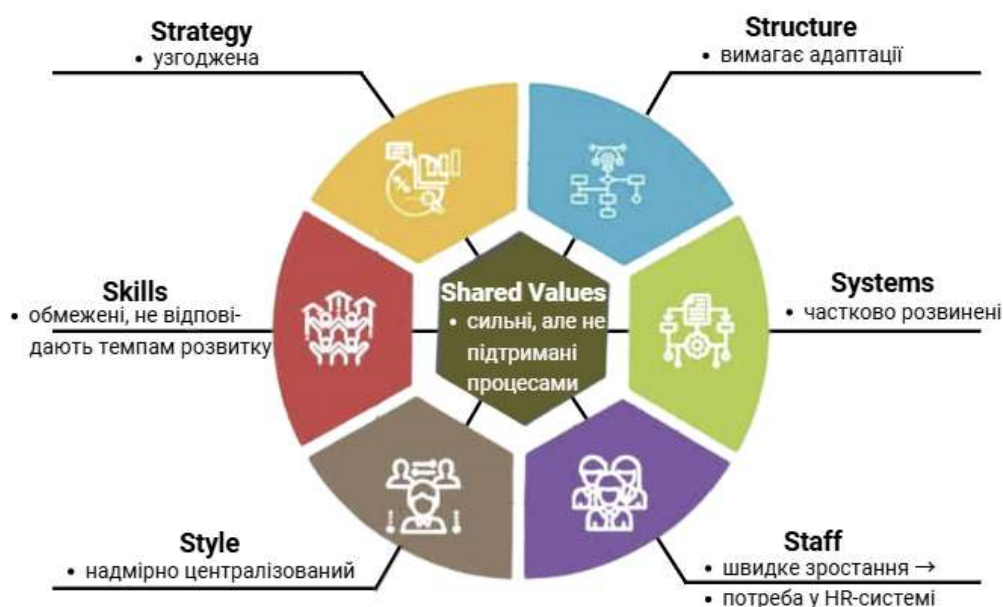 Strategy
• узгоджена
Structure
• вимагає адаптації
Skills
• обмежені, не відпові-
дають темпам розвитку
Shared Values
• сильні, але не
підтримані
процесами
Systems
• частково розвинені
Style
• надмірно централізований
Staff
• швидке зростання →
• потреба у HR-системі